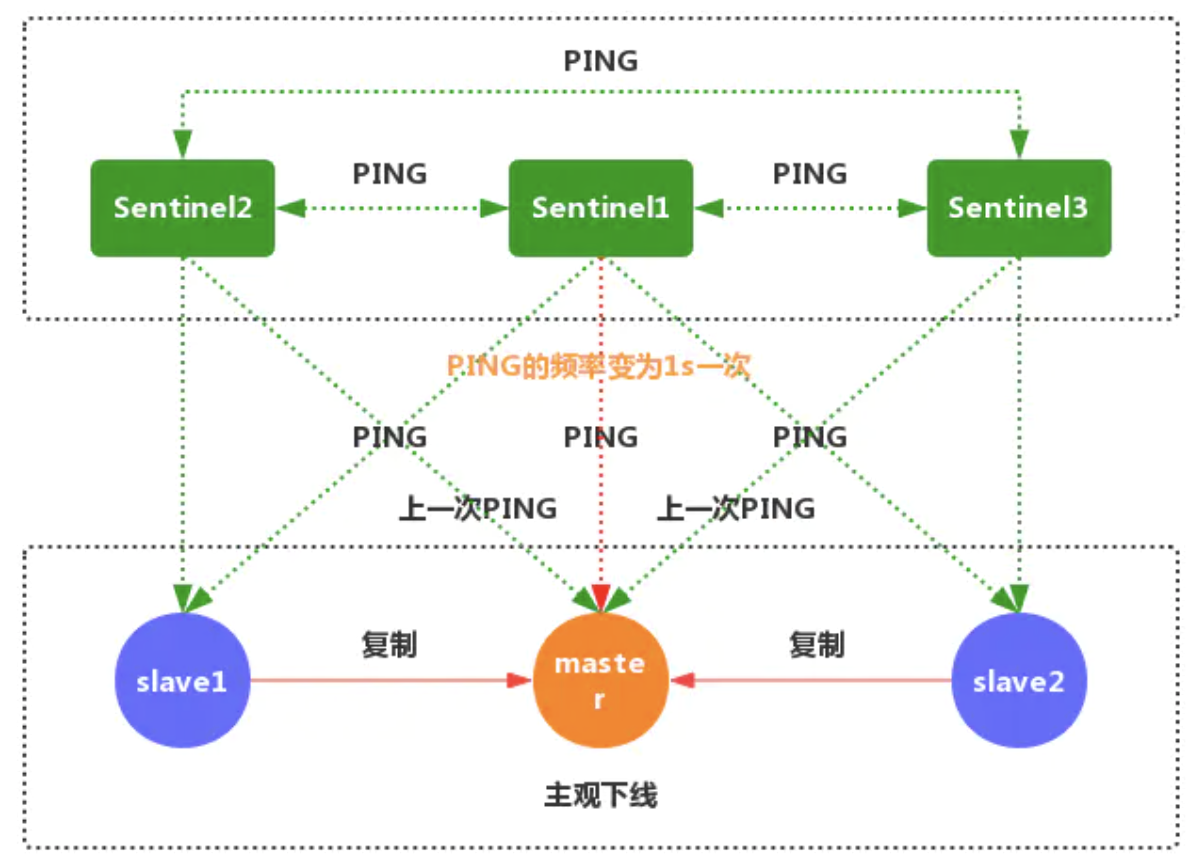 PING
PING
PING
Sentinel2
Sentinel1
Sentinel3
PING的频率变为1s一次
PING
PING
PING
上一次PING
上一次PING
复制
复制
slave1
maste
r
slave2
主观下线